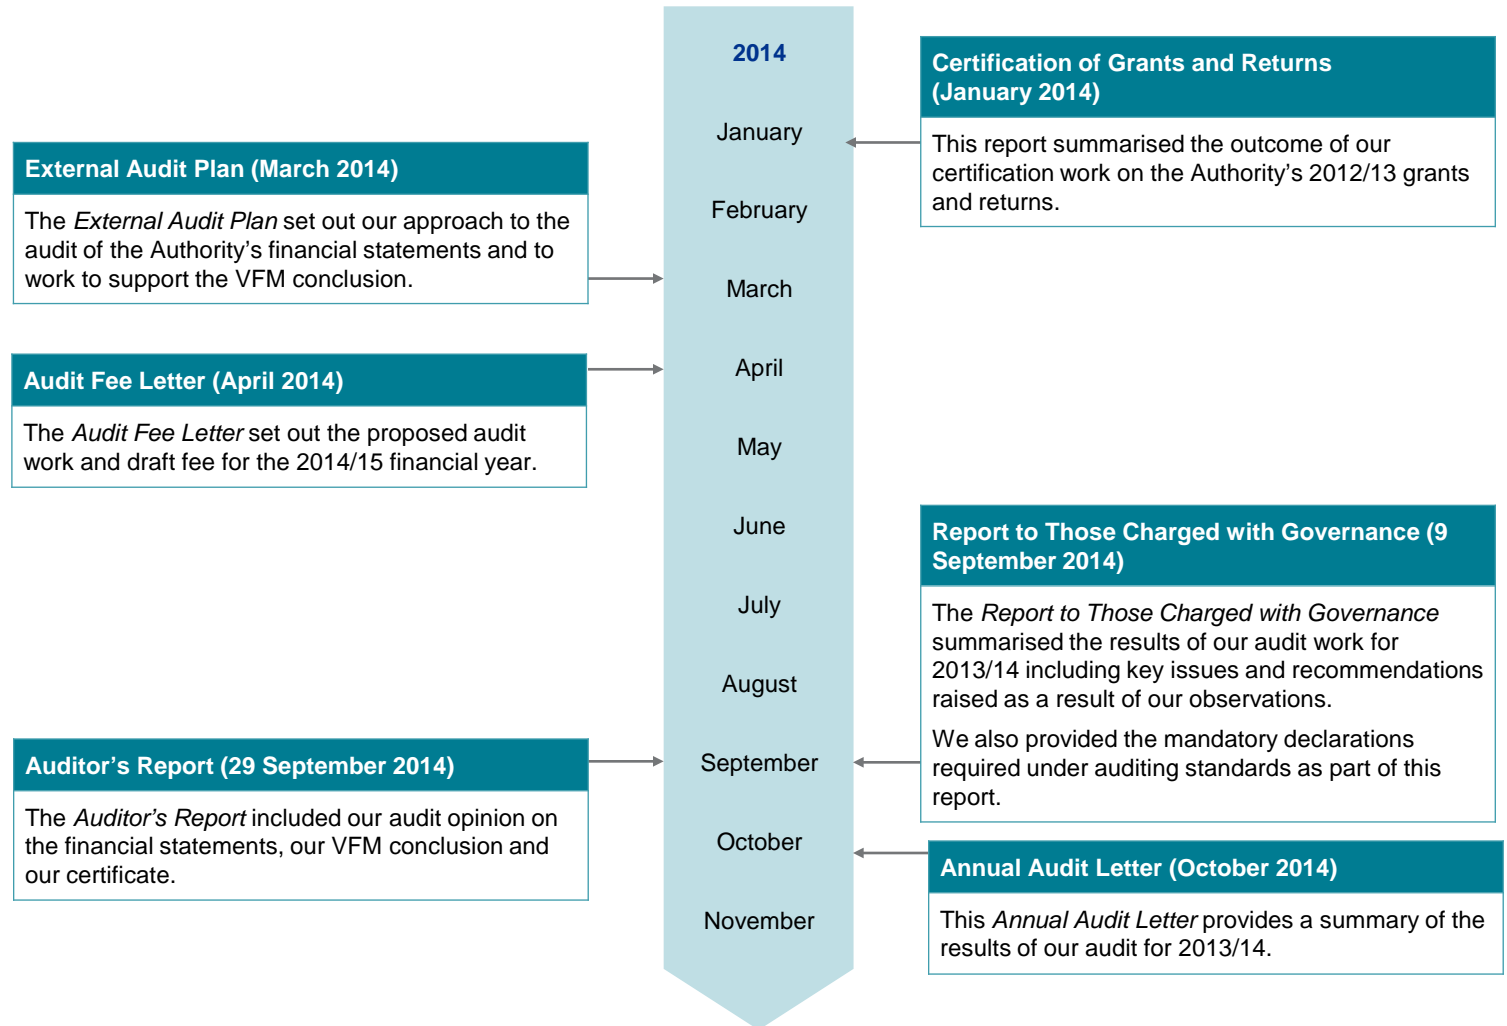 2014
January
February
March
April
May
June
July
August
September
October
November
Certification of Grants and Returns
(January 2014)
This report summarised the outcome of our
certification work on the Authority’s 2012/13 grants
and returns.
External Audit Plan (March 2014)
The External Audit Plan set out our approach to the
audit of the Authority’s financial statements and to
work to support the VFM conclusion.
Audit Fee Letter (April 2014)
The Audit Fee Letter set out the proposed audit
work and draft fee for the 2014/15 financial year.
Report to Those Charged with Governance (9
September 2014)
The Report to Those Charged with Governance
summarised the results of our audit work for
2013/14 including key issues and recommendations
raised as a result of our observations.
We also provided the mandatory declarations
required under auditing standards as part of this
report.
Auditor’s Report (29 September 2014)
The Auditor’s Report included our audit opinion on
the financial statements, our VFM conclusion and
our certificate.
Annual Audit Letter (October 2014)
This Annual Audit Letter provides a summary of the
results of our audit for 2013/14.